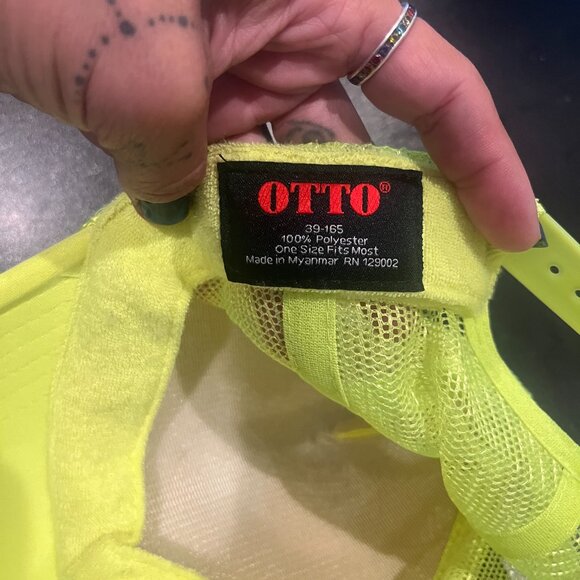 OTTO®
39-165
100% Polyester
One Size Fits Most
Made in Myanmar RN 129002